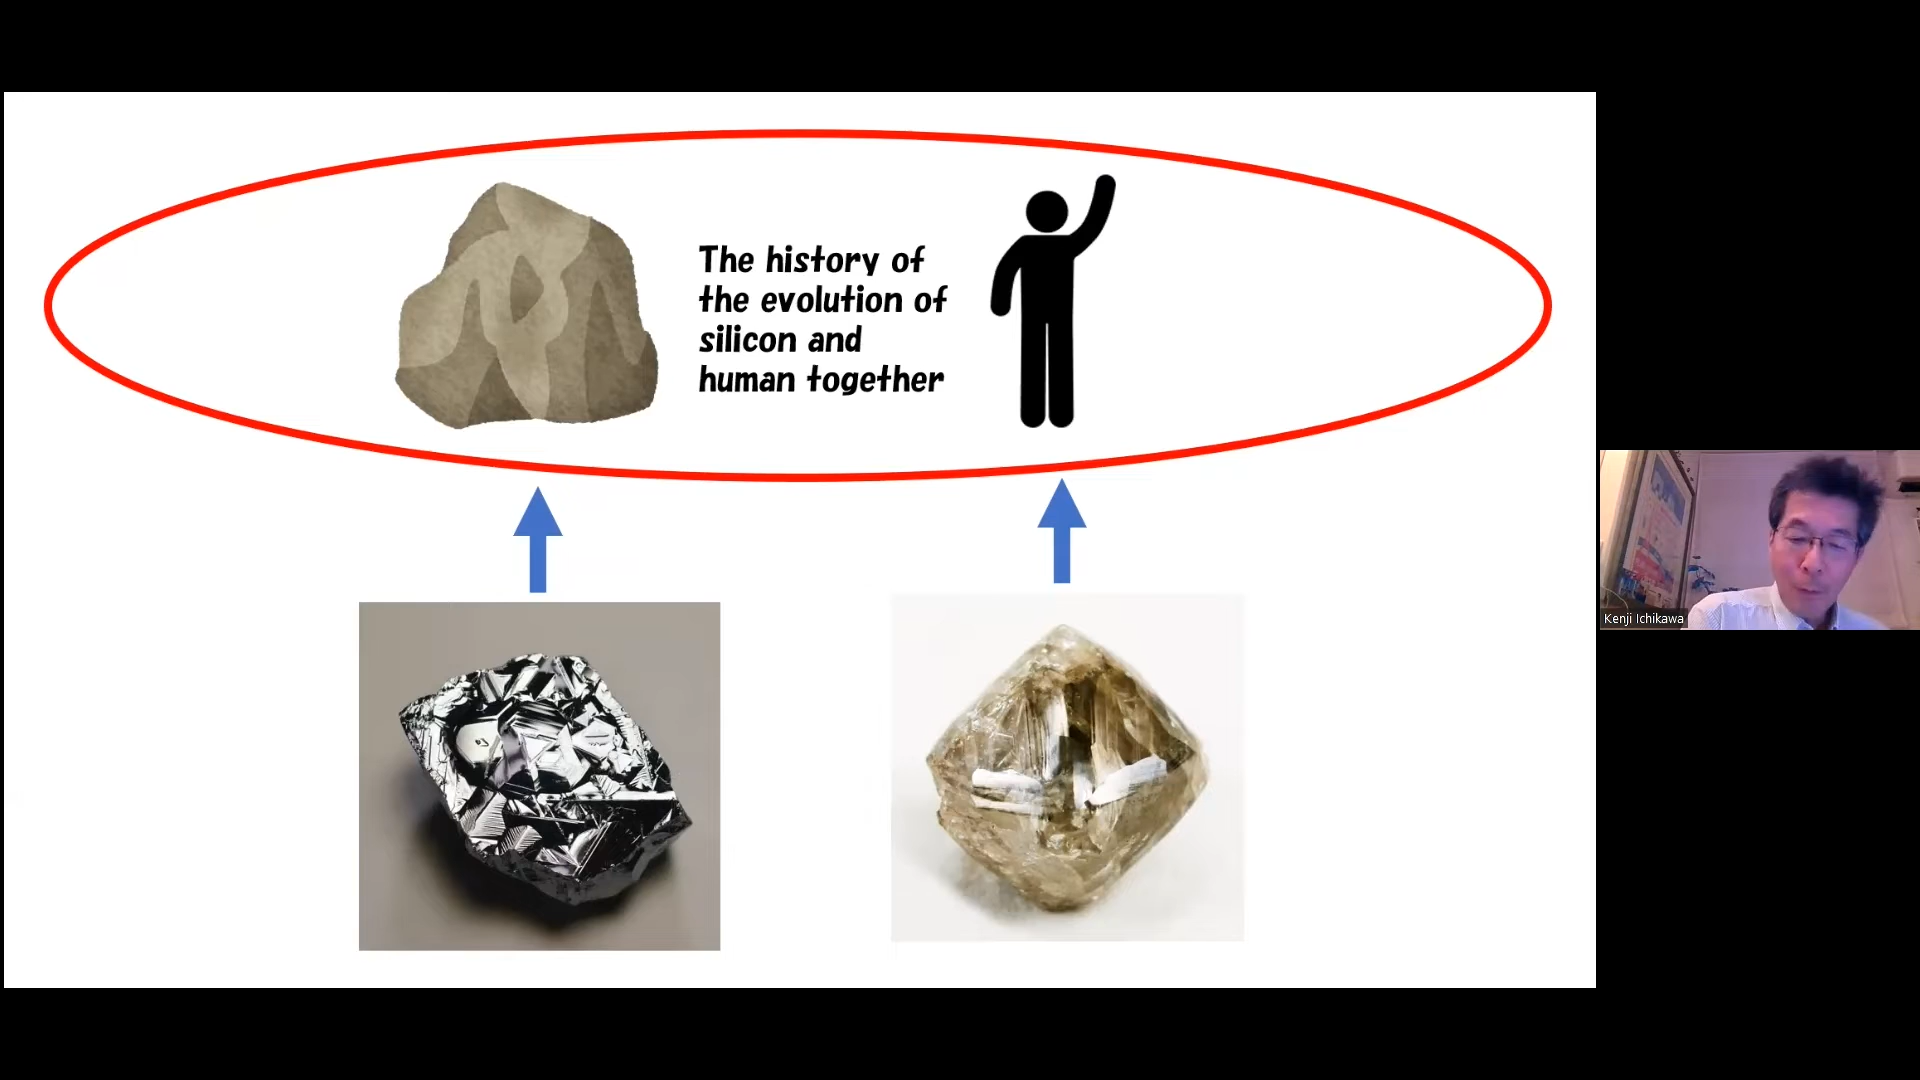 The history of
the evolution of
silicon and
human together
Kenji Ichikawa